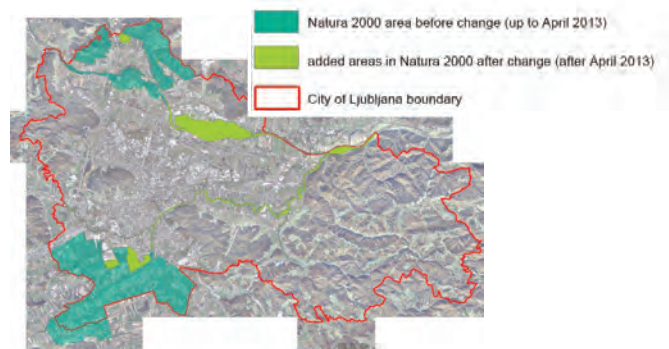 Natura 2000 area before change (up to April 2013)
added areas in Natura 2000 after change (after April 2013)
City of Ljubljana boundary